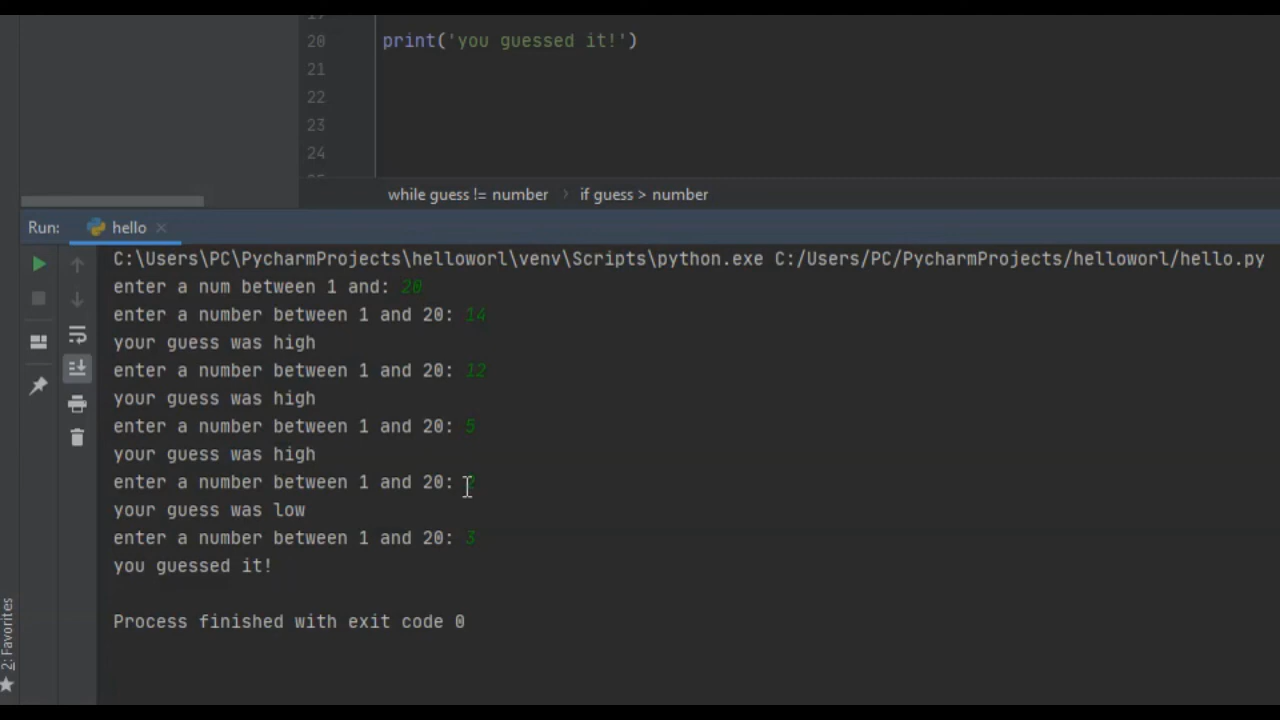 20
print('you guessed it!')
21
22
23
24
while guess != number > if guess > number
Run: hello
C:\Users\PC\PycharmProjects\helloworl\venv\Scripts\python.exe C:/Users/PC/PycharmProjects/helloworl/hello.py
enter a num between 1 and: 20
enter a number between 1 and 20: 14
your guess was high
enter a number between 1 and 20: 12
your guess was high
enter a number between 1 and 20: 5
your guess was high
enter a number between 1 and 20:
your guess was low
enter a number between 1 and 20: 3
you guessed it!
Process finished with exit code 0
2: Favorites